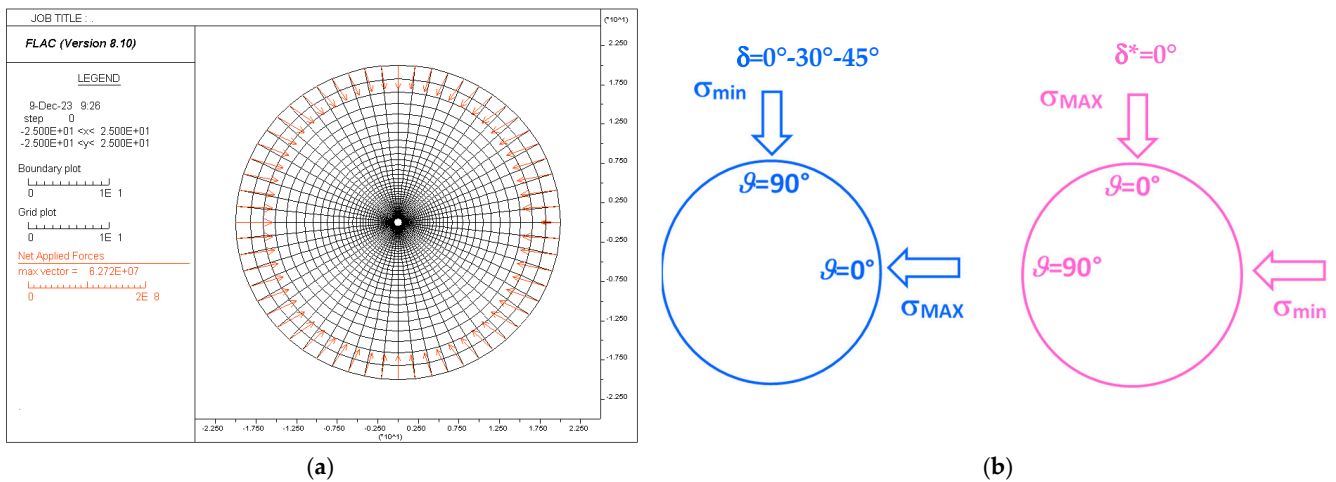 JOB TITLE : .
FLAC (Version 8.10)
LEGEND
9-Dec-23 9:26
step 0
-2.500E+01 <x< 2.500E+01
-2.500E+01 <y< 2.500E+01
Boundary plot
0 1E 1
Grid plot
0 1E 1
Net Applied Forces
max vector = 6.272E+07
0 2E 8
(*10^1)
2.250
1.750
1.250
0.750
0.250
-0.250
-0.750
-1.250
-1.750
-2.250
-2.250 -1.750 -1.250 -0.750 -0.250 0.250 0.750 1.250 1.750 2.250
(*10^1)
(a)
δ=0°-30°-45°
σmin
𝜗=90°
𝜗=0°
σMAX
δ*=0°
σMAX
𝜗=0°
𝜗=90°
σmin
(b)